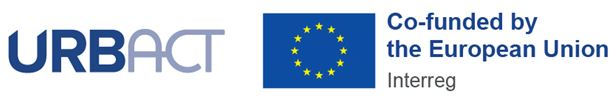 URBACT
Co-funded by
the European Union
Interreg